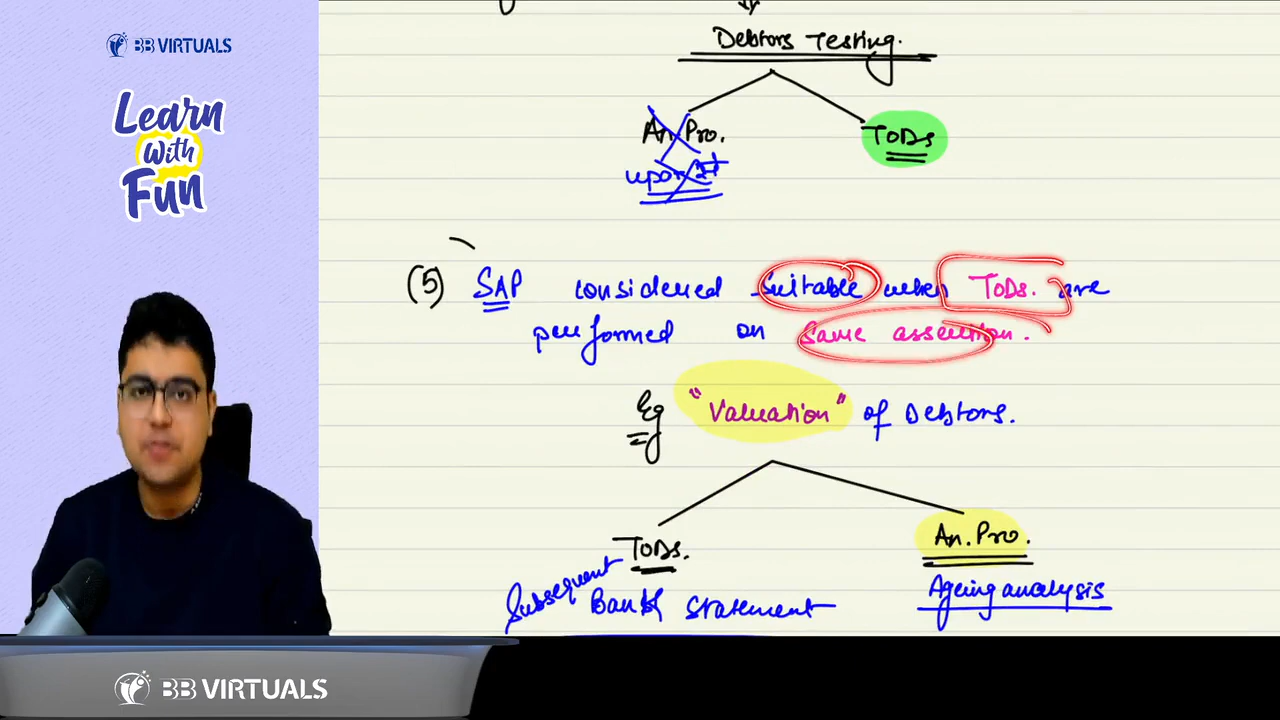 BB VIRTUALS
Learn
With
Fun
Debtors Testing.
An. Pro.
TODs
upon
(5) SAP considered suitable when TODs. are
performed on same assertion.
Eg "Valuation" of Debtors.
TODs.
An. Pro.
Subsequent
Bank statement
Ageing analysis
BB VIRTUALS